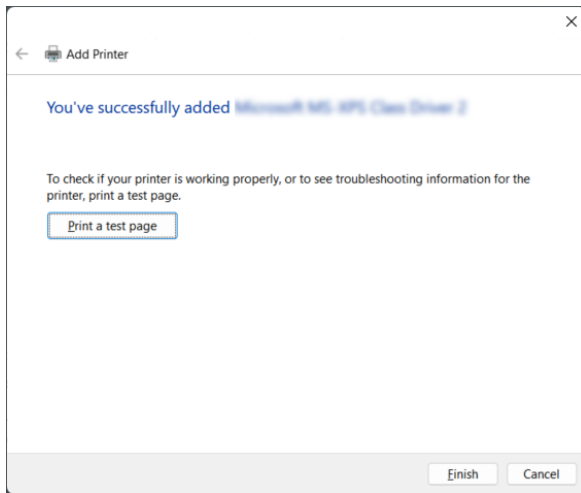 Add Printer
You've successfully added
To check if your printer is working properly, or to see troubleshooting information for the
printer, print a test page.
Print a test page
Finish
Cancel